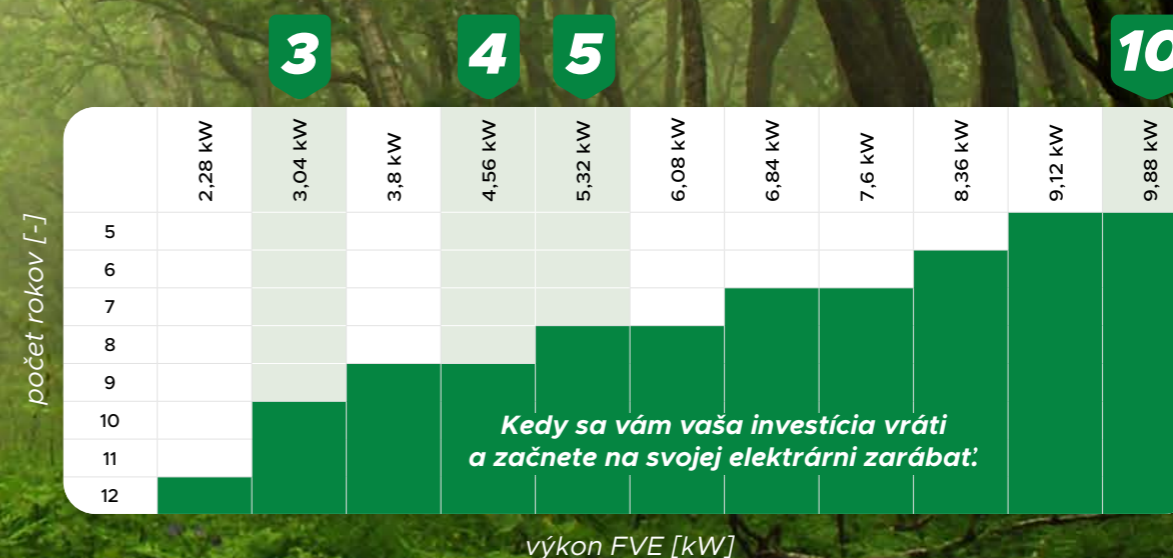 3 4 5 10
2,28 kW 3,04 kW 3,8 kW 4,56 kW 5,32 kW 6,08 kW 6,84 kW 7,6 kW 8,36 kW 9,12 kW 9,88 kW
počet rokov [-]
5
6
7
8
9
10
11
12
Kedy sa vám vaša investícia vráti
a začnete na svojej elektrárni zarábať.
výkon FVE [kW]